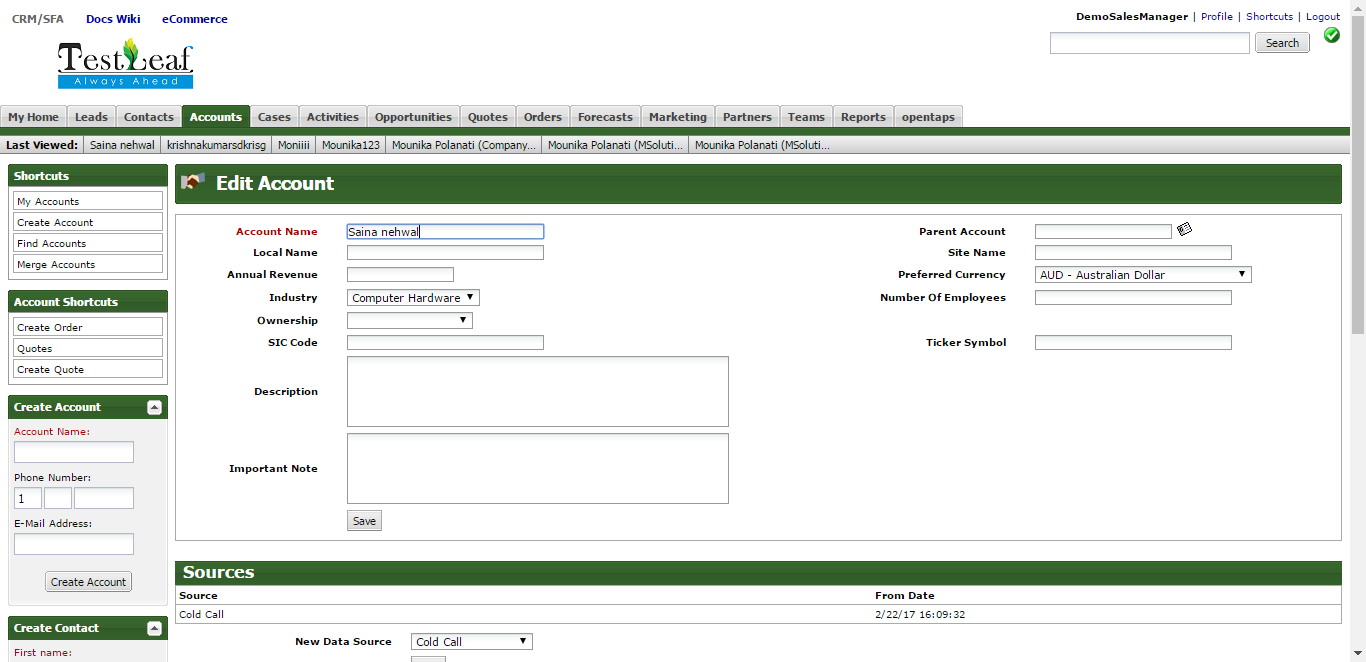 CRM/SFA Docs Wiki eCommerce
DemoSalesManager | Profile | Shortcuts | Logout
Search
TestLeaf
Always Ahead
My Home Leads Contacts Accounts Cases Activities Opportunities Quotes Orders Forecasts Marketing Partners Teams Reports opentaps
Last Viewed: Saina nehwal krishnakumarsdkrisg Moniiii Mounika123 Mounika Polanati (Company... Mounika Polanati (MSoluti... Mounika Polanati (MSoluti...
Shortcuts
My Accounts
Create Account
Find Accounts
Merge Accounts
Account Shortcuts
Create Order
Quotes
Create Quote
Create Account
Account Name:
Phone Number:
1
E-Mail Address:
Create Account
Create Contact
First name:
Edit Account
Account Name Saina nehwal Parent Account
Local Name Site Name
Annual Revenue Preferred Currency AUD - Australian Dollar
Industry Computer Hardware Number Of Employees
Ownership
SIC Code Ticker Symbol
Description
Important Note
Save
Sources
Source From Date
Cold Call 2/22/17 16:09:32
New Data Source Cold Call